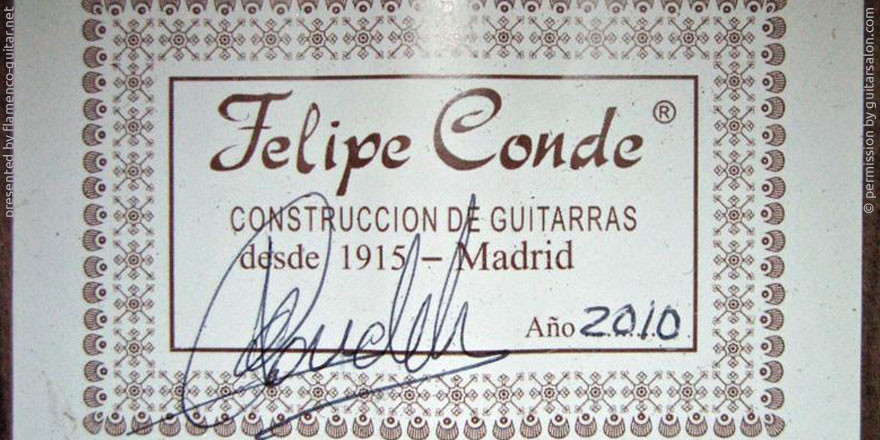 Felipe Conde ®
CONSTRUCCION DE GUITARRAS
desde 1915 – Madrid
Año 2010
presented by flamenco-guitar.net
© permission by guitarsalon.com